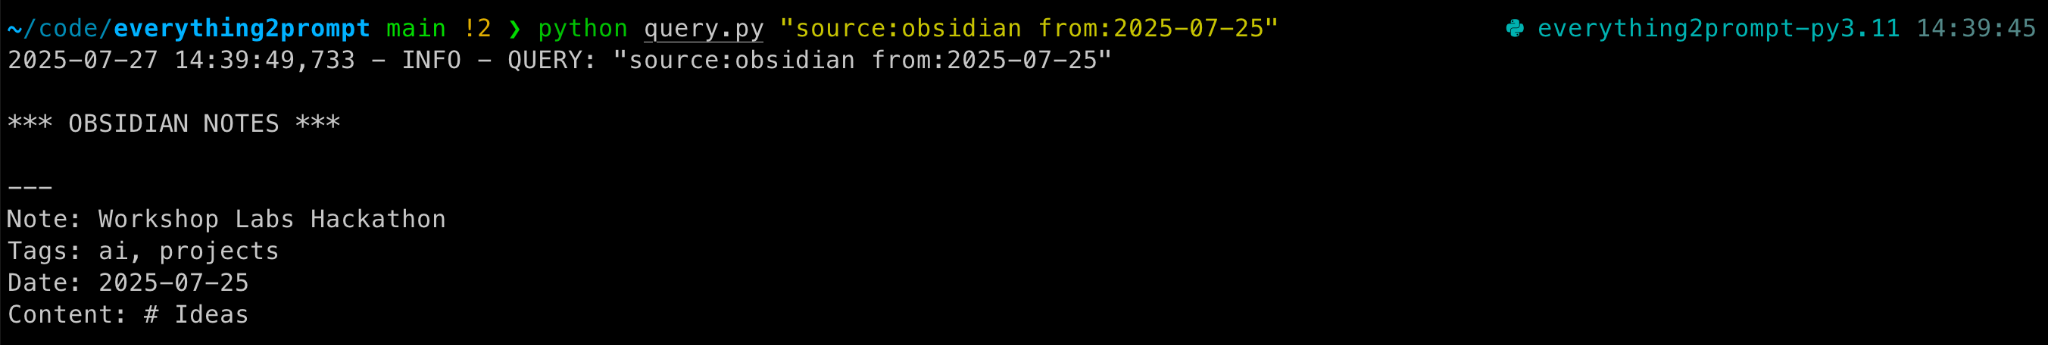 ~/code/everything2prompt main !2 ❯ python query.py "source:obsidian from:2025-07-25" everything2prompt-py3.11 14:39:45
2025-07-27 14:39:49,733 - INFO - QUERY: "source:obsidian from:2025-07-25"
*** OBSIDIAN NOTES ***
---
Note: Workshop Labs Hackathon
Tags: ai, projects
Date: 2025-07-25
Content: # Ideas